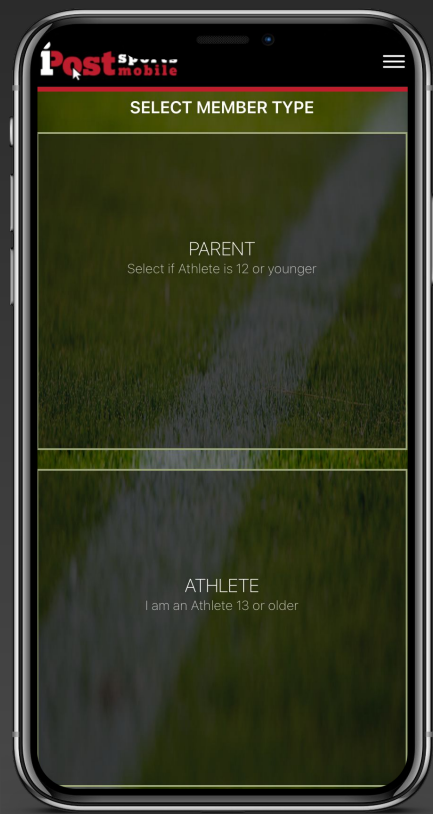 iPost Sports
mobile
SELECT MEMBER TYPE
PARENT
Select if Athlete is 12 or younger
ATHLETE
I am an Athlete 13 or older